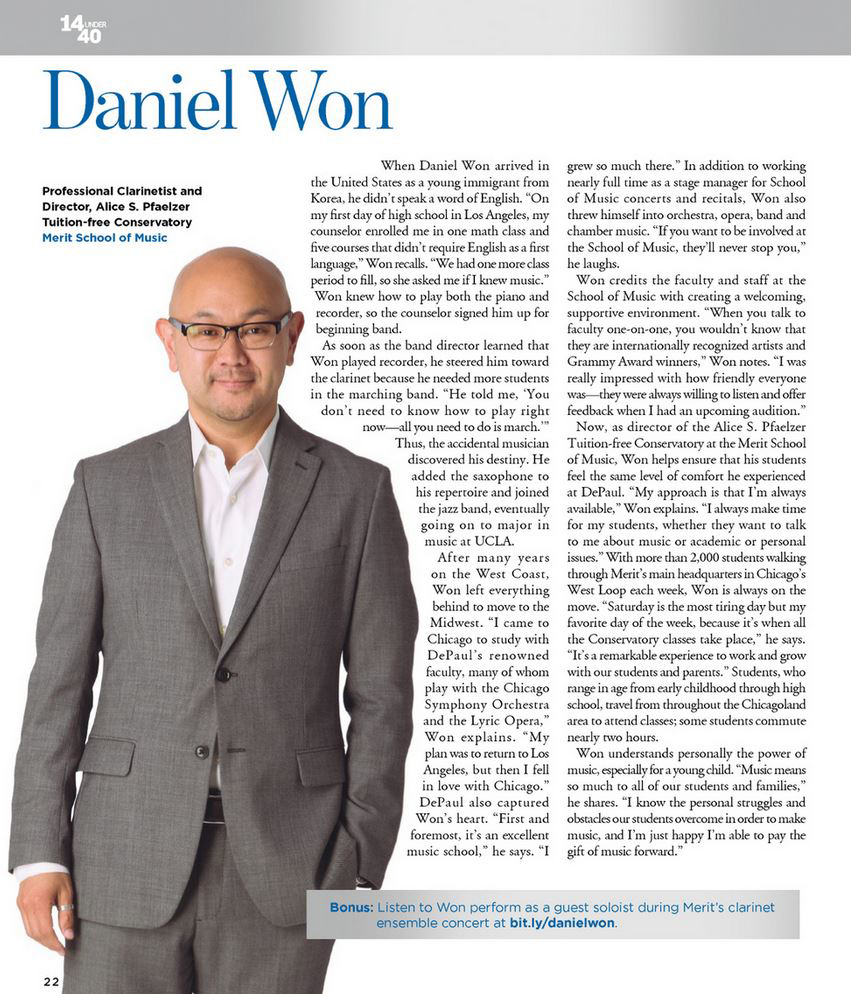 14 UNDER
40
Daniel Won
Professional Clarinetist and
Director, Alice S. Pfaelzer
Tuition-free Conservatory
Merit School of Music
When Daniel Won arrived in
the United States as a young immigrant from
Korea, he didn’t speak a word of English. “On
my first day of high school in Los Angeles, my
counselor enrolled me in one math class and
five courses that didn’t require English as a first
language,” Won recalls. “We had one more class
period to fill, so she asked me if I knew music.”
Won knew how to play both the piano and
recorder, so the counselor signed him up for
beginning band.
As soon as the band director learned that
Won played recorder, he steered him toward
the clarinet because he needed more students
in the marching band. “He told me, ‘You
don’t need to know how to play right
now—all you need to do is march.’”
Thus, the accidental musician
discovered his destiny. He
added the saxophone to
his repertoire and joined
the jazz band, eventually
going on to major in
music at UCLA.
After many years
on the West Coast,
Won left everything
behind to move to the
Midwest. “I came to
Chicago to study with
DePaul’s renowned
faculty, many of whom
play with the Chicago
Symphony Orchestra
and the Lyric Opera,”
Won explains. “My
plan was to return to Los
Angeles, but then I fell
in love with Chicago.”
DePaul also captured
Won’s heart. “First and
foremost, it’s an excellent
music school,” he says. “I
grew so much there.” In addition to working
nearly full time as a stage manager for School
of Music concerts and recitals, Won also
threw himself into orchestra, opera, band and
chamber music. “If you want to be involved at
the School of Music, they’ll never stop you,”
he laughs.
Won credits the faculty and staff at the
School of Music with creating a welcoming,
supportive environment. “When you talk to
faculty one-on-one, you wouldn’t know that
they are internationally recognized artists and
Grammy Award winners,” Won notes. “I was
really impressed with how friendly everyone
was—they were always willing to listen and offer
feedback when I had an upcoming audition.”
Now, as director of the Alice S. Pfaelzer
Tuition-free Conservatory at the Merit School
of Music, Won helps ensure that his students
feel the same level of comfort he experienced
at DePaul. “My approach is that I’m always
available,” Won explains. “I always make time
for my students, whether they want to talk
to me about music or academic or personal
issues.” With more than 2,000 students walking
through Merit’s main headquarters in Chicago’s
West Loop each week, Won is always on the
move. “Saturday is the most tiring day but my
favorite day of the week, because it’s when all
the Conservatory classes take place,” he says.
“It’s a remarkable experience to work and grow
with our students and parents.” Students, who
range in age from early childhood through high
school, travel from throughout the Chicagoland
area to attend classes; some students commute
nearly two hours.
Won understands personally the power of
music, especially for a young child. “Music means
so much to all of our students and families,”
he shares. “I know the personal struggles and
obstacles our students overcome in order to make
music, and I’m just happy I’m able to pay the
gift of music forward.”
Bonus: Listen to Won perform as a guest soloist during Merit’s clarinet
ensemble concert at bit.ly/danielwon.
22